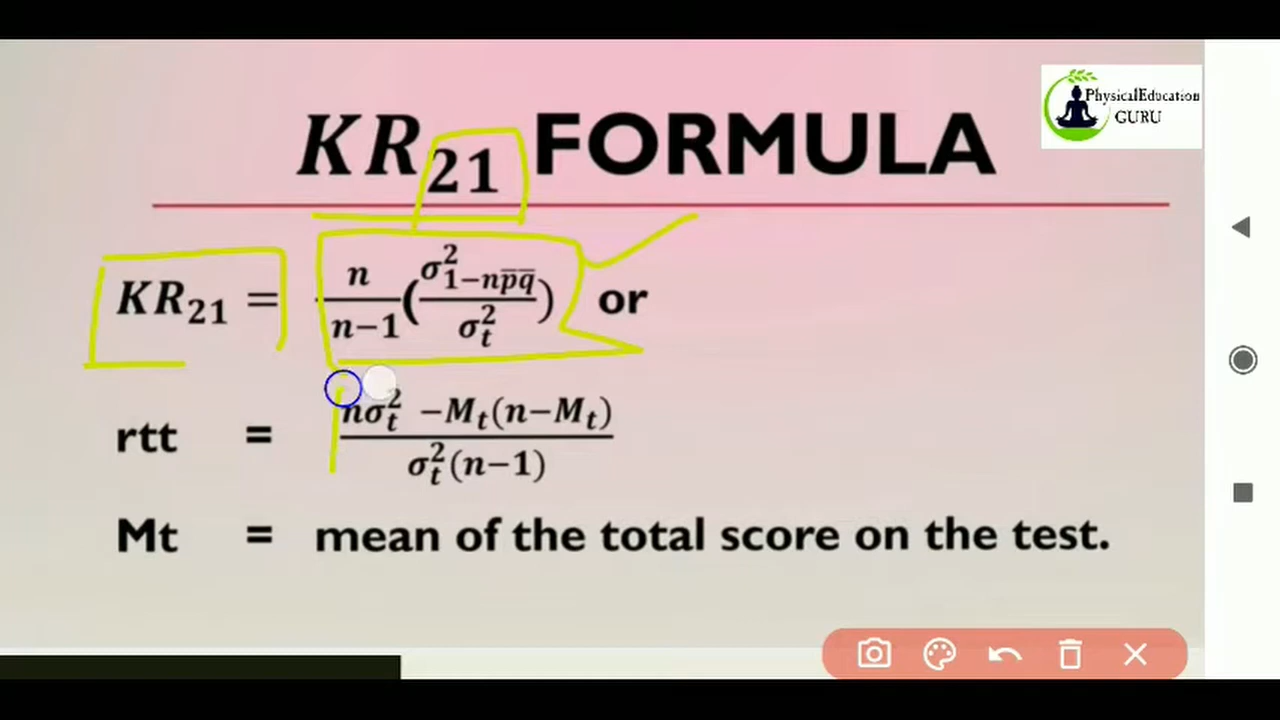 PhysicalEducation
GURU
KR₂₁ FORMULA
KR₂₁ = n/n−1 (σ²₁₋ₙp̅q̅/σ²ₜ) or
rtt = nσ²ₜ −Mₜ(n−Mₜ)/σ²ₜ(n−1)
Mt = mean of the total score on the test.